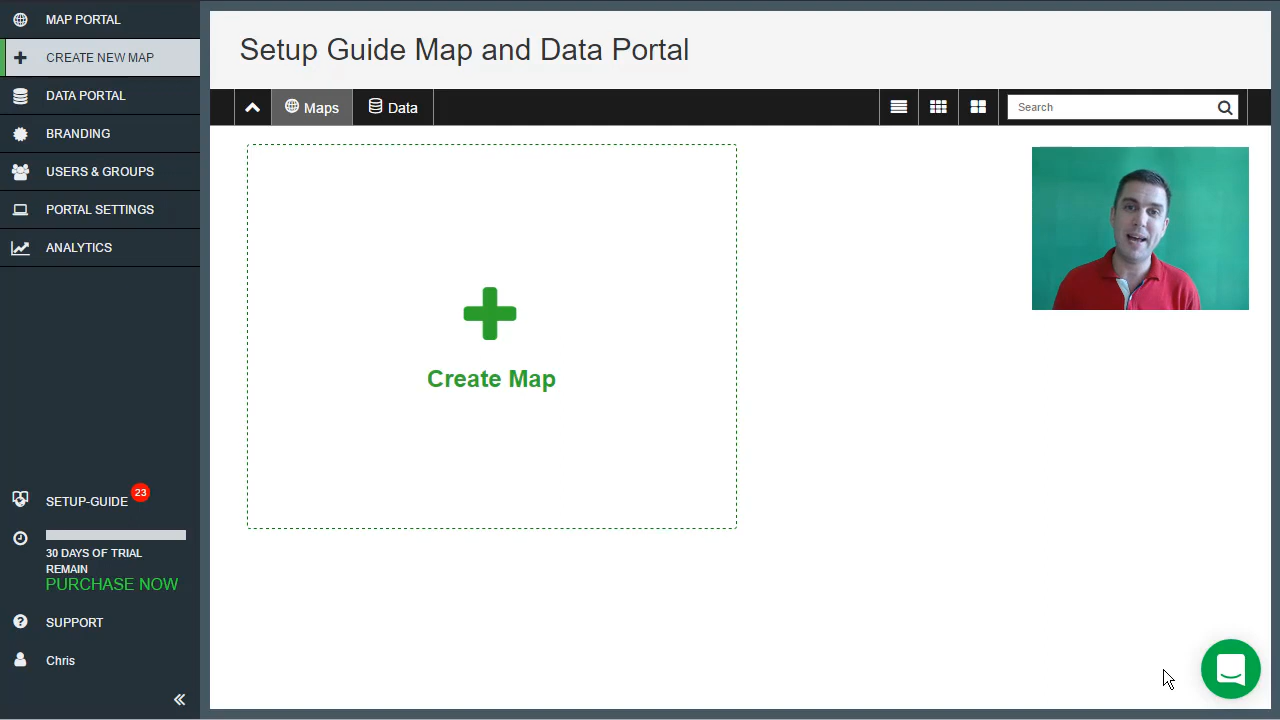 MAP PORTAL
CREATE NEW MAP
DATA PORTAL
BRANDING
USERS & GROUPS
PORTAL SETTINGS
ANALYTICS
SETUP-GUIDE
23
30 DAYS OF TRIAL
REMAIN
PURCHASE NOW
SUPPORT
Chris
Setup Guide Map and Data Portal
Maps
Data
Search
Create Map